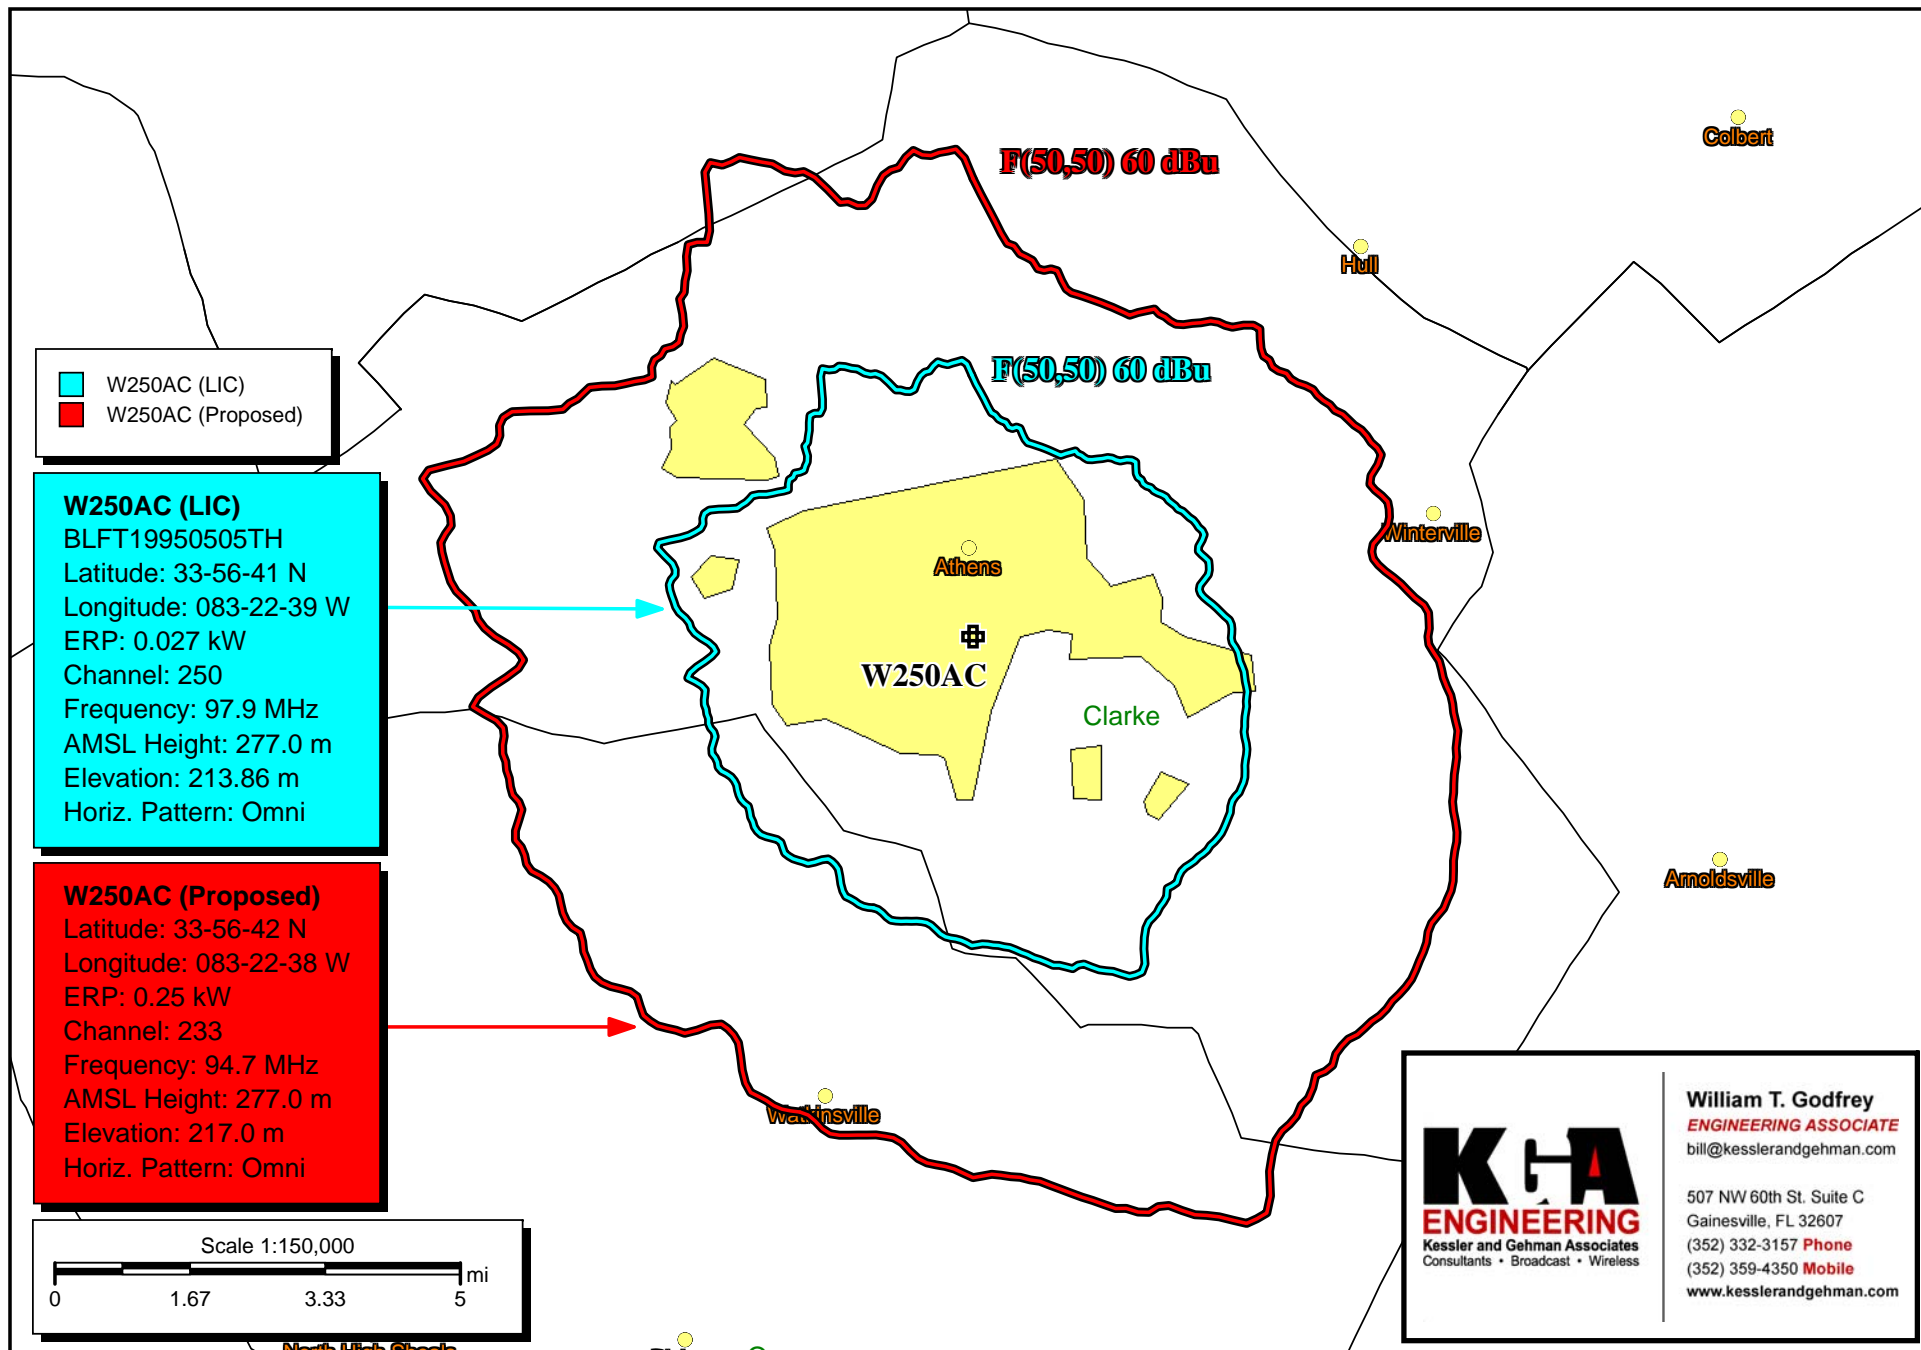 Colbert
F(50,50) 60 dBu
Hull
W250AC (LIC)
W250AC (Proposed)
F(50,50) 60 dBu
W250AC (LIC)
BLFT19950505TH
Latitude: 33-56-41 N
Longitude: 083-22-39 W
ERP: 0.027 kW
Channel: 250
Frequency: 97.9 MHz
AMSL Height: 277.0 m
Elevation: 213.86 m
Horiz. Pattern: Omni
Winterville
Athens
W250AC
Clarke
Arnoldsville
W250AC (Proposed)
Latitude: 33-56-42 N
Longitude: 083-22-38 W
ERP: 0.25 kW
Channel: 233
Frequency: 94.7 MHz
AMSL Height: 277.0 m
Elevation: 217.0 m
Horiz. Pattern: Omni
Watkinsville
Scale 1:150,000
mi
0 1.67 3.33 5
North High Shoals
KGA
ENGINEERING
Kessler and Gehman Associates
Consultants • Broadcast • Wireless
William T. Godfrey
ENGINEERING ASSOCIATE
bill@kesslerandgehman.com
507 NW 60th St. Suite C
Gainesville, FL 32607
(352) 332-3157 Phone
(352) 359-4350 Mobile
www.kesslerandgehman.com